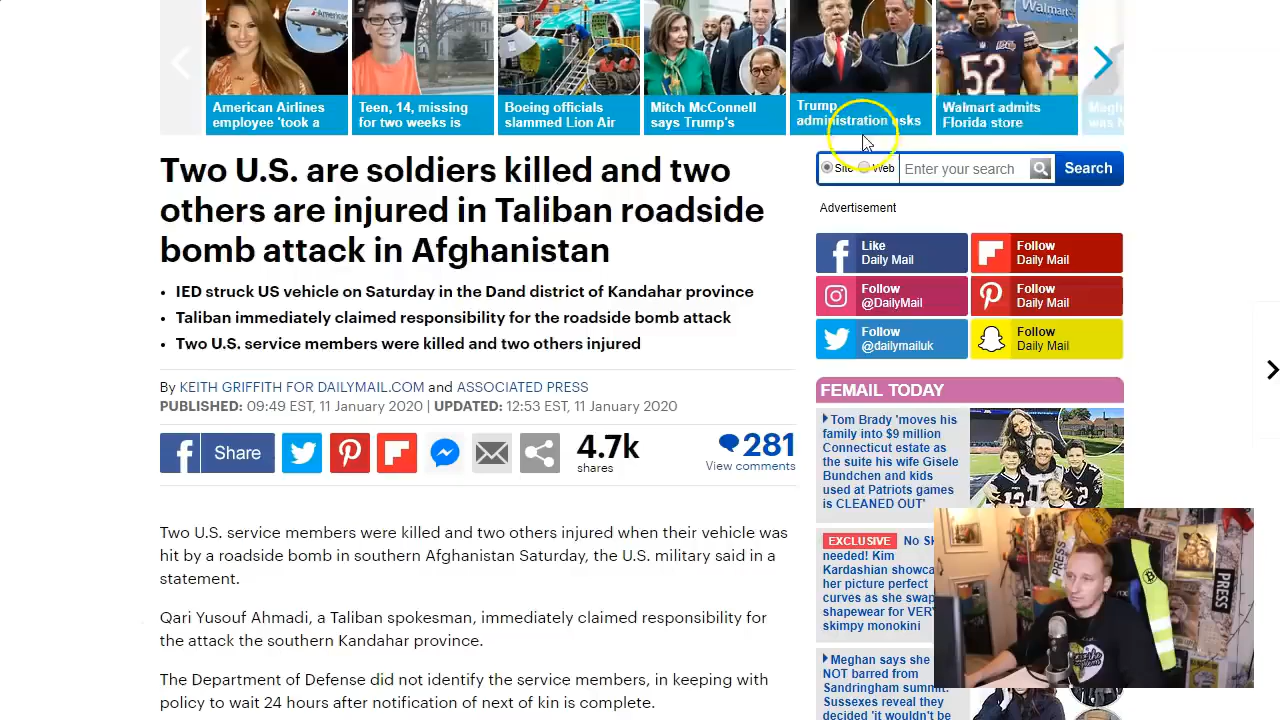 American
American Airlines
employee 'took a
Teen, 14, missing
for two weeks is
Boeing officials
slammed Lion Air
Mitch McConnell
says Trump's
Trump
administration asks
Walmart
52
Walmart admits
Florida store
Two U.S. are soldiers killed and two
others are injured in Taliban roadside
bomb attack in Afghanistan
• IED struck US vehicle on Saturday in the Dand district of Kandahar province
• Taliban immediately claimed responsibility for the roadside bomb attack
• Two U.S. service members were killed and two others injured
By KEITH GRIFFITH FOR DAILYMAIL.COM and ASSOCIATED PRESS
PUBLISHED: 09:49 EST, 11 January 2020 | UPDATED: 12:53 EST, 11 January 2020
Share
4.7k
shares
281
View comments
Two U.S. service members were killed and two others injured when their vehicle was
hit by a roadside bomb in southern Afghanistan Saturday, the U.S. military said in a
statement.
Qari Yusouf Ahmadi, a Taliban spokesman, immediately claimed responsibility for
the attack the southern Kandahar province.
The Department of Defense did not identify the service members, in keeping with
policy to wait 24 hours after notification of next of kin is complete.
Site Web Enter your search Search
Advertisement
Like
Daily Mail
Follow
Daily Mail
Follow
@DailyMail
Follow
Daily Mail
Follow
@dailymailuk
Follow
Daily Mail
FEMAIL TODAY
Tom Brady 'moves his
family into $9 million
Connecticut estate as
the suite his wife Gisele
Bundchen and kids
used at Patriots games
is CLEANED OUT'
EXCLUSIVE No
needed! Kim
Kardashian
her picture perfect
curves as she
shapewear for
skimpy monokini
Meghan says she
NOT barred from
Sandringham
Sussexes reveal they
decided 'it wouldn't be
PRESS
PRESS